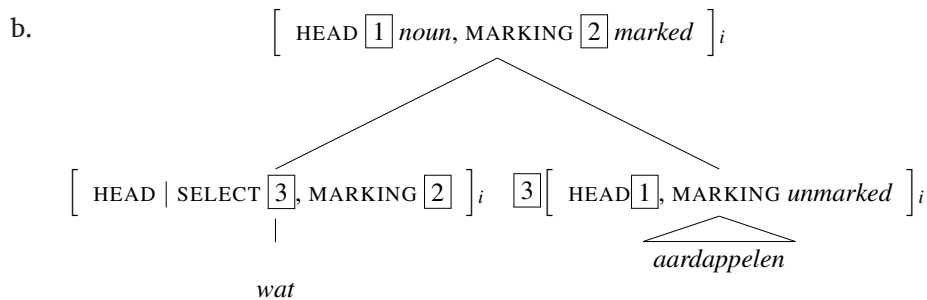 b. [ HEAD 1 noun, MARKING 2 marked ]i
[ HEAD | SELECT 3, MARKING 2 ]i 3[ HEAD 1, MARKING unmarked ]i
aardappelen
wat